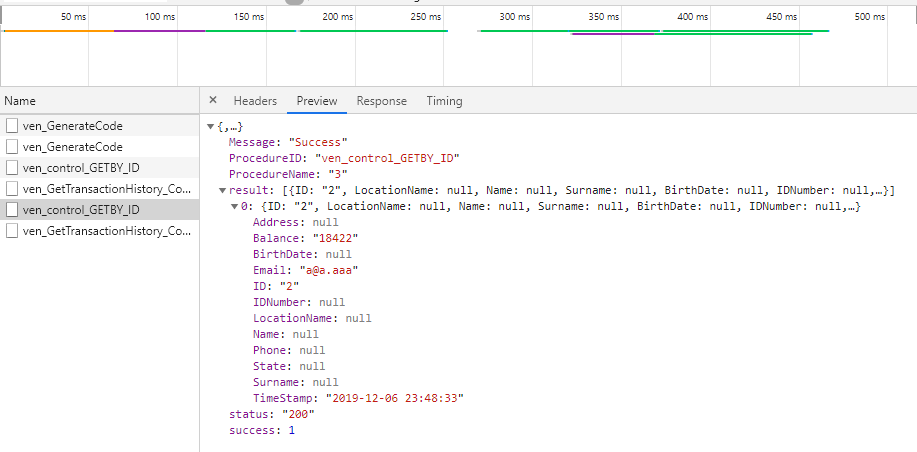 50 ms 100 ms 150 ms 200 ms 250 ms 300 ms 350 ms 400 ms 450 ms 500 ms
Name
ven_GenerateCode
ven_GenerateCode
ven_control_GETBY_ID
ven_GetTransactionHistory_Co...
ven_control_GETBY_ID
ven_GetTransactionHistory_Co...
× Headers Preview Response Timing
▼{,…}
Message: "Success"
ProcedureID: "ven_control_GETBY_ID"
ProcedureName: "3"
▼result: [{ID: "2", LocationName: null, Name: null, Surname: null, BirthDate: null, IDNumber: null,…}]
▼0: {ID: "2", LocationName: null, Name: null, Surname: null, BirthDate: null, IDNumber: null,…}
Address: null
Balance: "18422"
BirthDate: null
Email: "a@a.aaa"
ID: "2"
IDNumber: null
LocationName: null
Name: null
Phone: null
State: null
Surname: null
TimeStamp: "2019-12-06 23:48:33"
status: "200"
success: 1